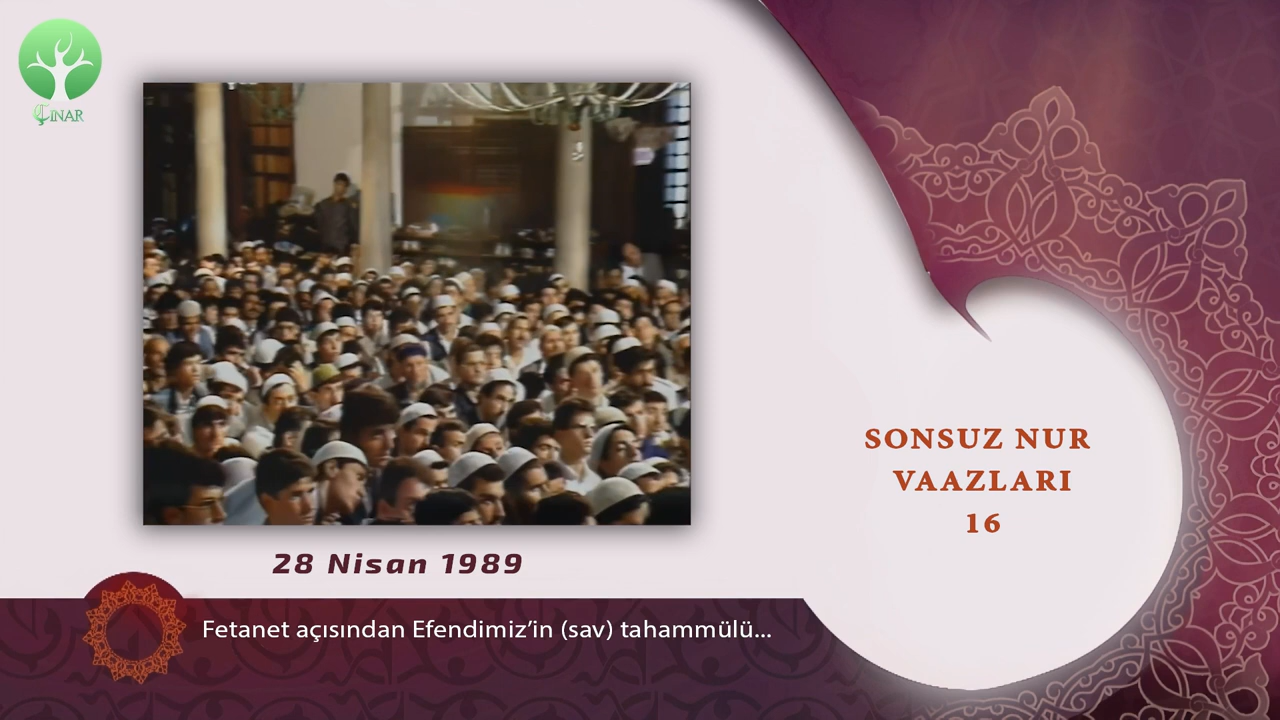 ÇINAR
28 Nisan 1989
Fetanet açısından Efendimiz’in (sav) tahammülü...
SONSUZ NUR
VAAZLARI
16